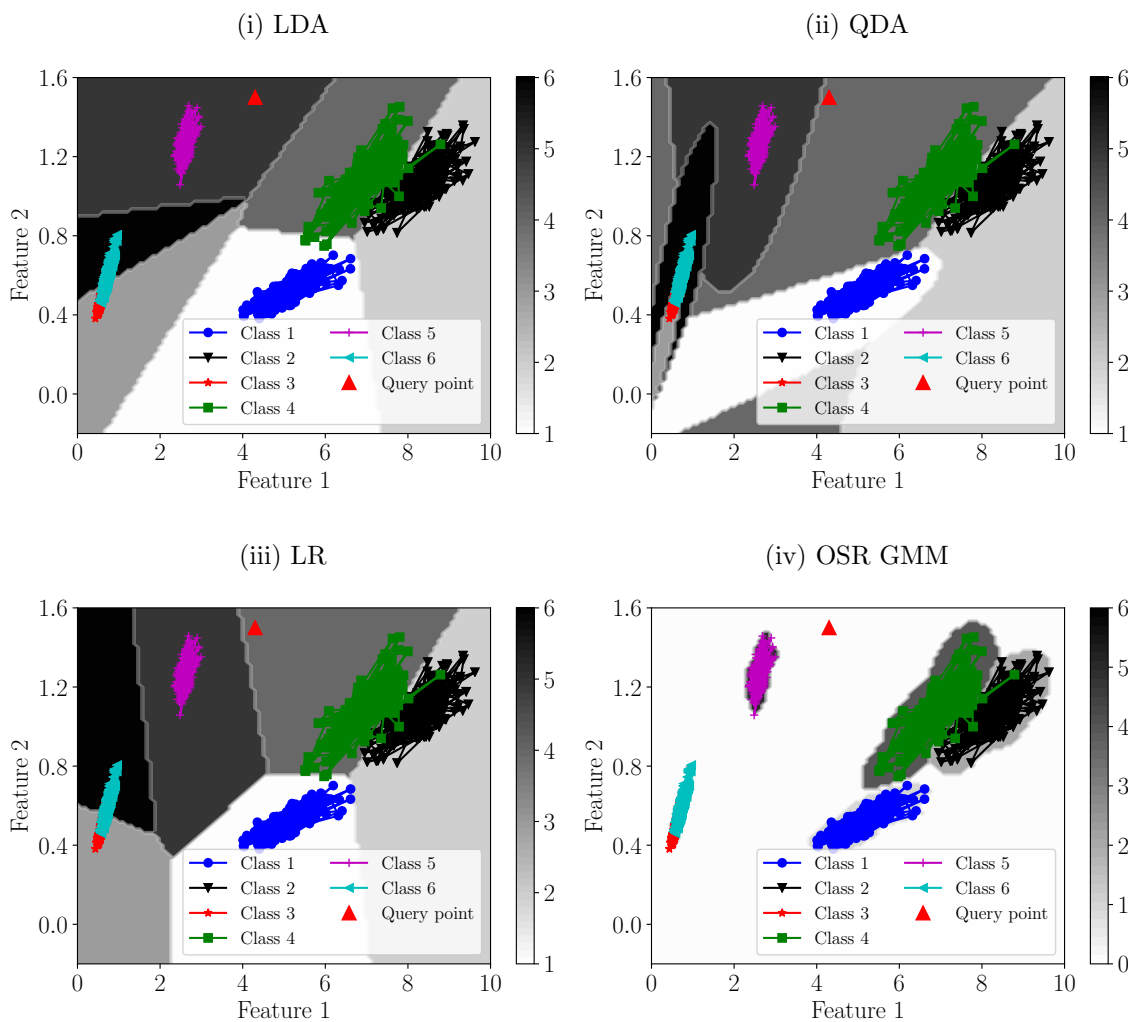 (i) LDA
1.6
1.2
0.8
0.4
0.0
Feature 2
0 2 4 6 8 10
Feature 1
Class 1
Class 2
Class 3
Class 4
Class 5
Class 6
Query point
6
5
4
3
2
1
(ii) QDA
1.6
1.2
0.8
0.4
0.0
Feature 2
0 2 4 6 8 10
Feature 1
Class 1
Class 2
Class 3
Class 4
Class 5
Class 6
Query point
6
5
4
3
2
1
(iii) LR
1.6
1.2
0.8
0.4
0.0
Feature 2
0 2 4 6 8 10
Feature 1
Class 1
Class 2
Class 3
Class 4
Class 5
Class 6
Query point
6
5
4
3
2
1
(iv) OSR GMM
1.6
1.2
0.8
0.4
0.0
Feature 2
0 2 4 6 8 10
Feature 1
Class 1
Class 2
Class 3
Class 4
Class 5
Class 6
Query point
6
5
4
3
2
1
0